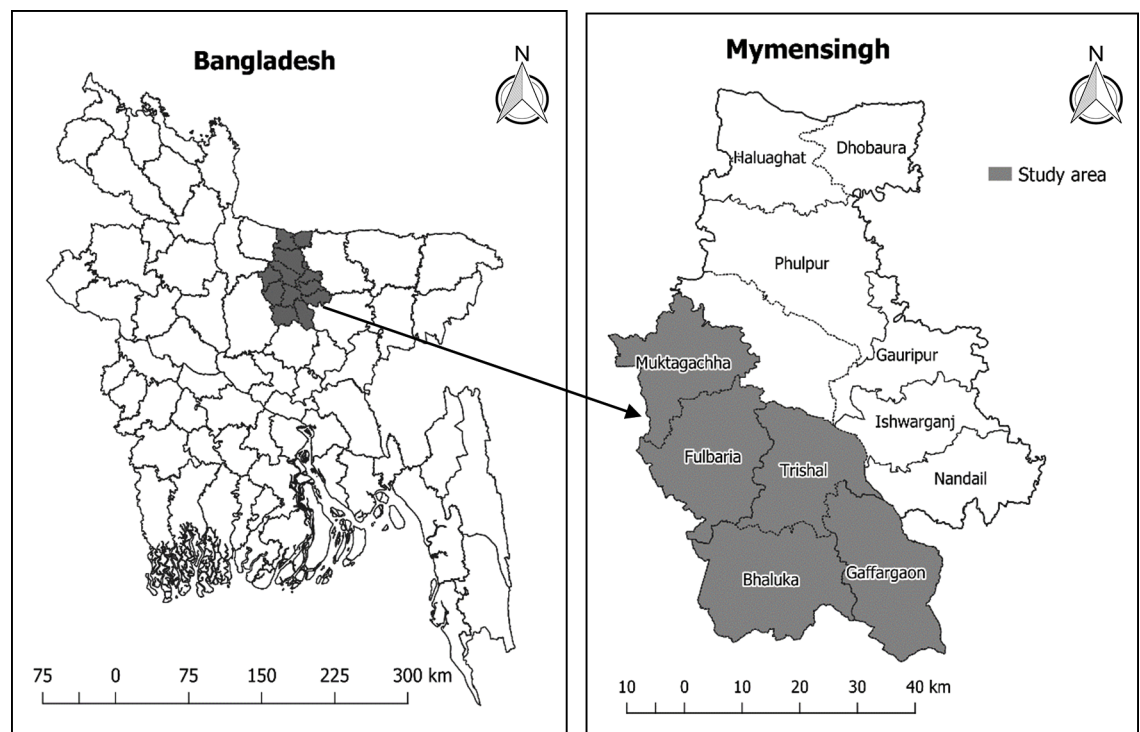 Bangladesh
N
75 0 75 150 225 300 km
Mymensingh
N
Study area
Haluaghat
Dhobaura
Phulpur
Muktagachha
Gauripur
Ishwarganj
Fulbaria
Trishal
Nandail
Bhaluka
Gaffargaon
10 0 10 20 30 40 km